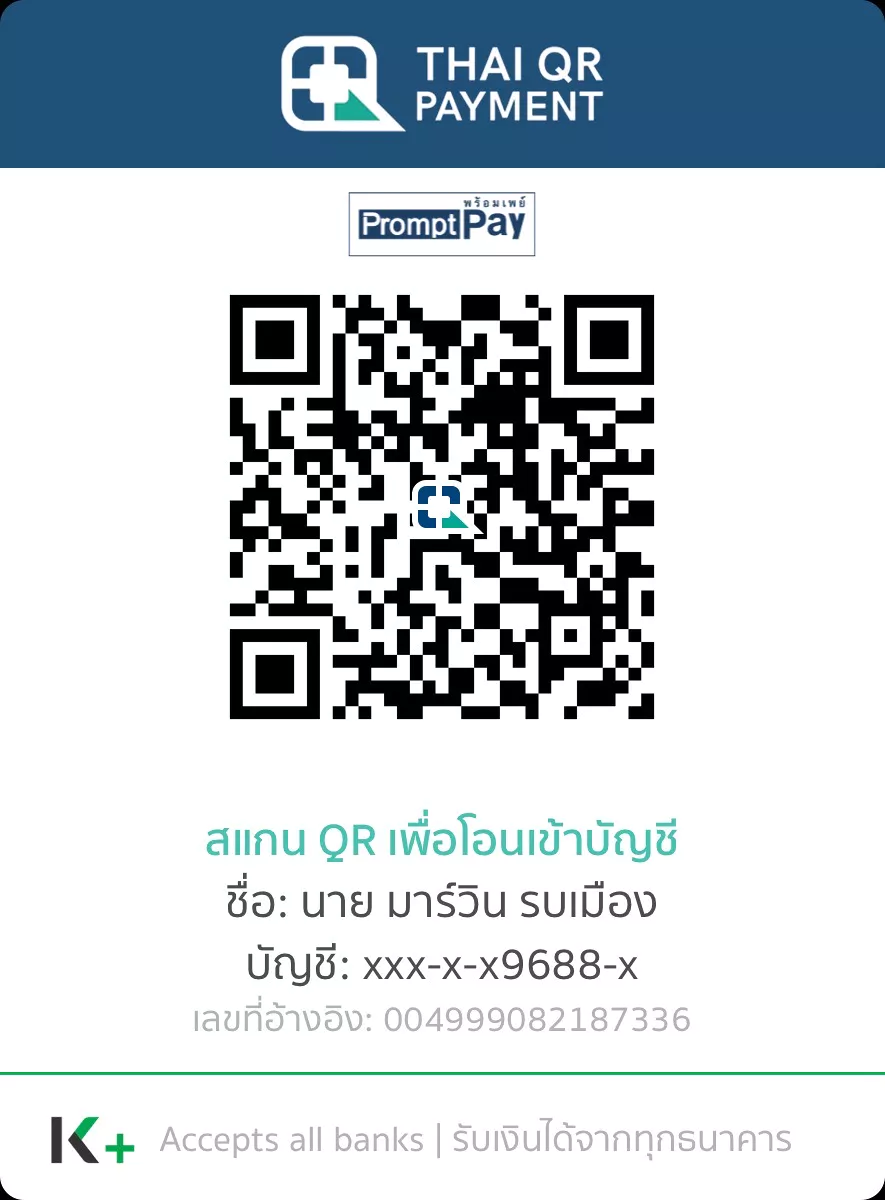 THAI QR
PAYMENT
พร้อมเพย์
PromptPay
สแกน QR เพื่อโอนเข้าบัญชี
ชื่อ: นาย มาร์วิน รบเมือง
บัญชี: xxx-x-x9688-x
เลขที่อ้างอิง: 004999082187336
K+ Accepts all banks | รับเงินได้จากทุกธนาคาร